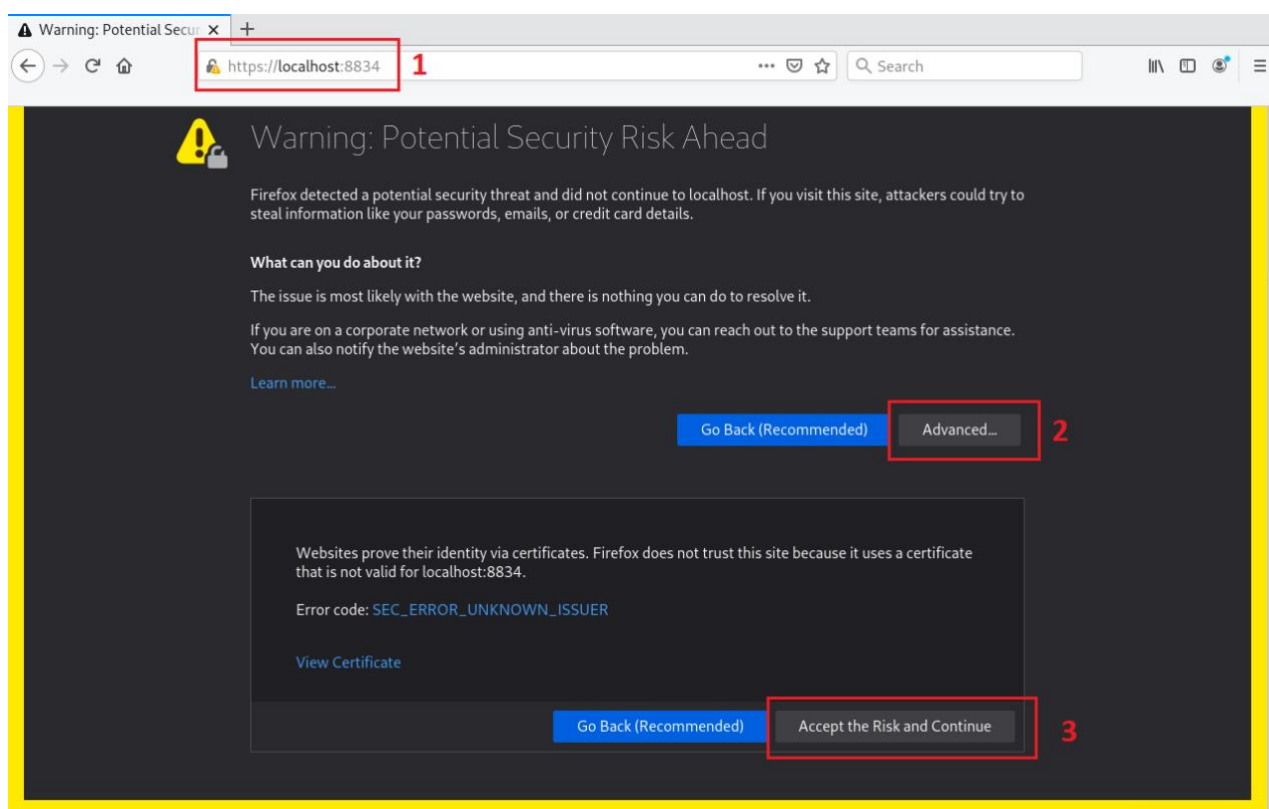 Warning: Potential Secur
https://localhost:8834
1
Search
Warning: Potential Security Risk Ahead
Firefox detected a potential security threat and did not continue to localhost. If you visit this site, attackers could try to
steal information like your passwords, emails, or credit card details.
What can you do about it?
The issue is most likely with the website, and there is nothing you can do to resolve it.
If you are on a corporate network or using anti-virus software, you can reach out to the support teams for assistance.
You can also notify the website's administrator about the problem.
Learn more...
Go Back (Recommended)
Advanced...
2
Websites prove their identity via certificates. Firefox does not trust this site because it uses a certificate
that is not valid for localhost:8834.
Error code: SEC_ERROR_UNKNOWN_ISSUER
View Certificate
Go Back (Recommended)
Accept the Risk and Continue
3